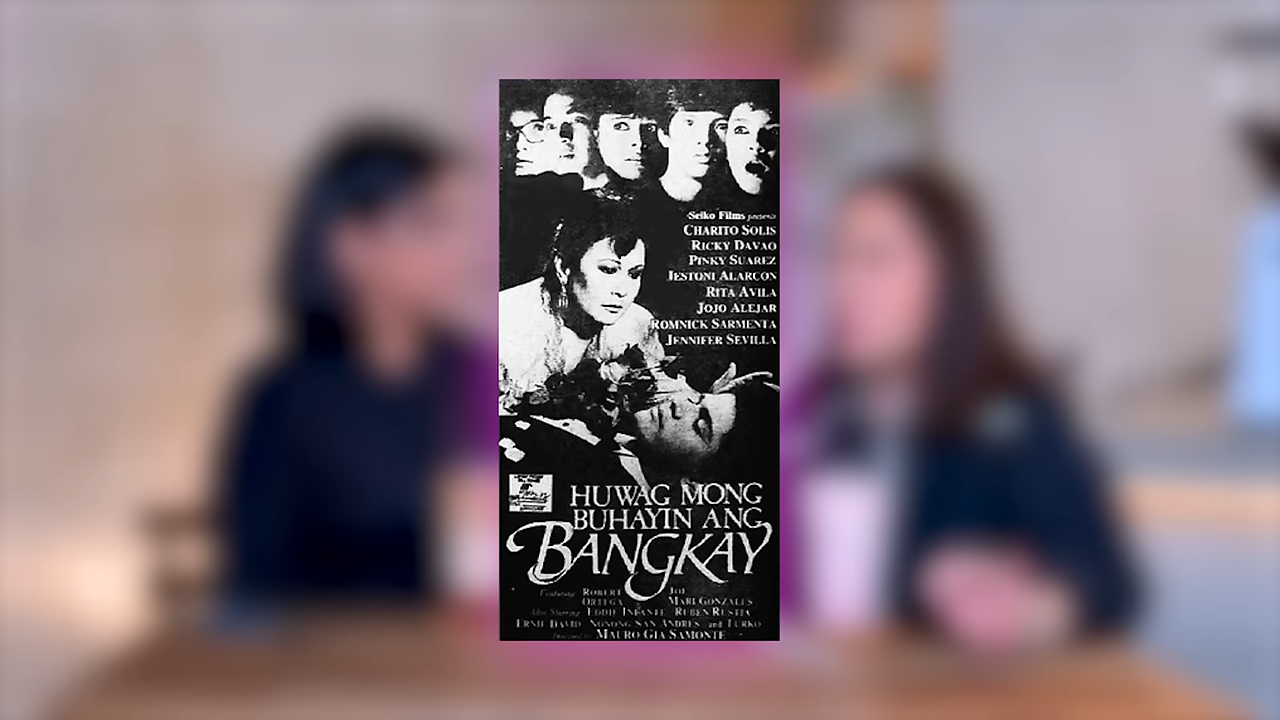 Seiko Films presents
CHARITO SOLIS
RICKY DAVAO
PINKY SUAREZ
JESTONI ALARCON
RITA AVILA
JOJO ALEJAR
ROMNICK SARMENTA
JENNIFER SEVILLA
HUWAG MONG
BUHAYIN ANG
BANGKAY
Featuring ROBERT ORTEGA JOE MARI GONZALES
Also Starring EDDIE INFANTE RUBEN RUSTIA
ERNIE DAVID NONONG SAN ANDRES and TURKO
Directed by MAURO GIA SAMONTE